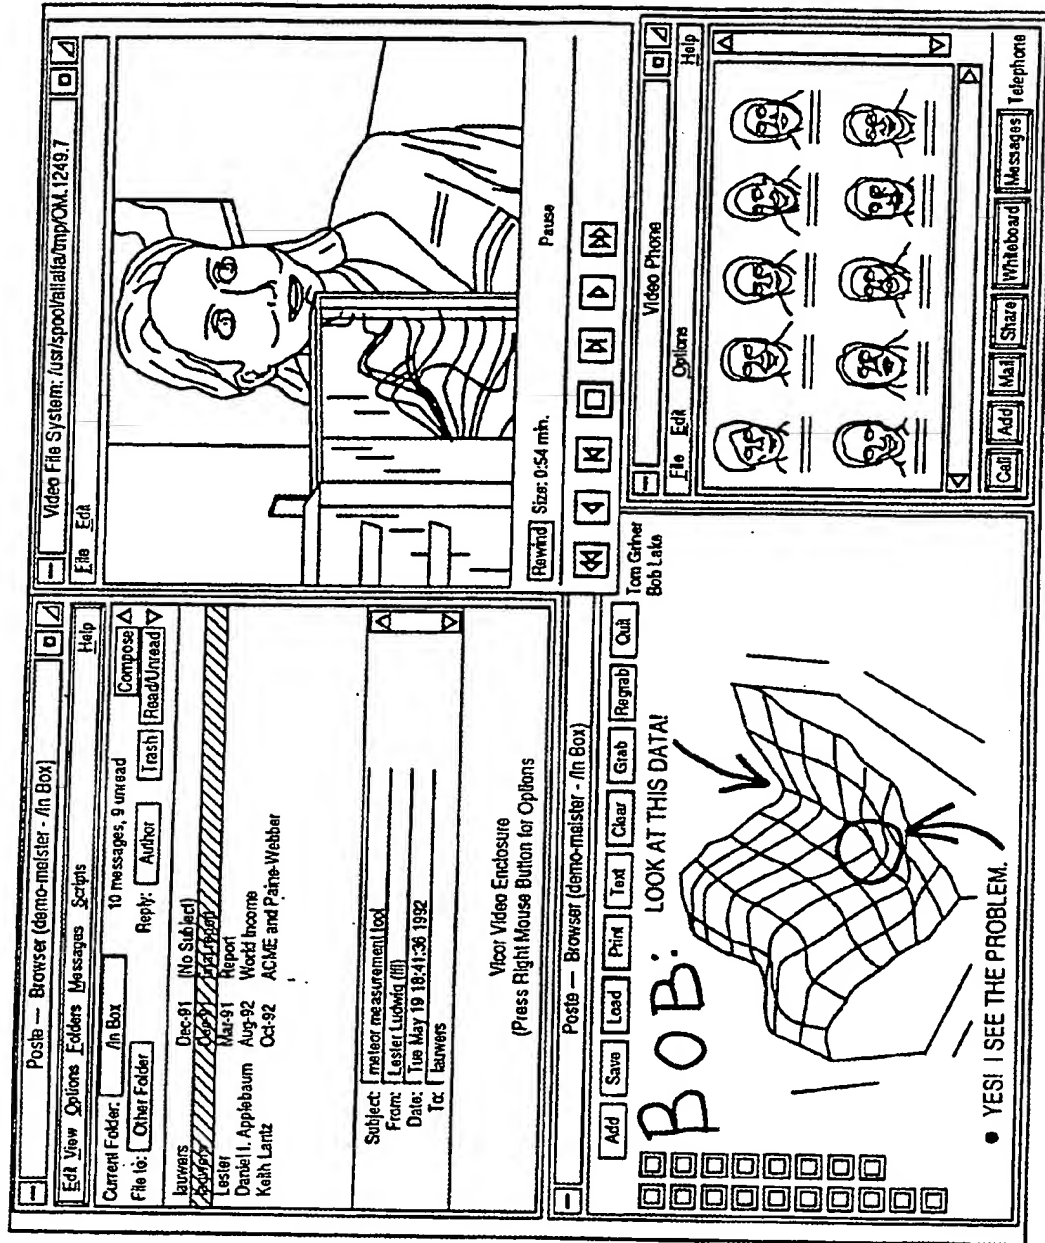 Poste — Browser (demo-meister - /In Box)
Edit View Options Folders Messages Scripts Help
Current Folder: /In Box 10 messages, 9 unread Compose
File to: Other Folder Reply: Author Trash Read/Unread
lauwers Dec-91 [No Subject]
Lester Mar-91 Report
Daniel I. Applebaum Aug-92 World Income
Keith Lantz Oct-92 ACME and Paine-Webber
Subject: meteor measurement tool
From: Lester Ludwig (lfl)
Date: Tue May 19 18:41:36 1992
To: lauwers
Vicor Video Enclosure
(Press Right Mouse Button for Options
Video File System: /usr/spool/allalla/tmp/OM.1249.7
File Edit
Rewind Size: 0:54 min. Pause
Poste — Browser (demo-meister - /In Box)
Add Save Load Print Text Clear Grab Regrab Quit
Tom Griner
Bob Lake
BOB: LOOK AT THIS DATA!
• YES! I SEE THE PROBLEM.
Video Phone
File Edit Options Help
Call Add Mail Share Whiteboard Messages Telephone